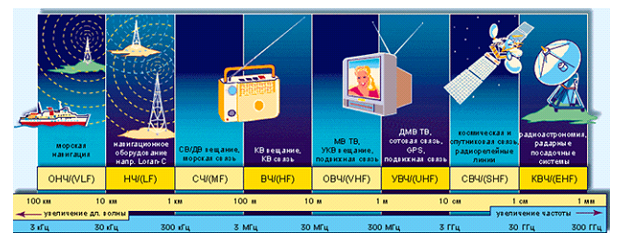 морская
навигация
навигационное
оборудование
напр. Loran-C
СВ/ДВ вещание,
морская связь
КВ вещание,
КВ связь
МВ ТВ,
УКВ вещание,
подвижная связь
ДМВ ТВ,
сотовая связь,
GPS,
подвижная связь
космическая и
спутниковая связь,
радиорелейные
линии
радиоастрономия,
радарные
посадочные
системы
ОНЧ/(VLF) НЧ/(LF) СЧ/(MF) ВЧ/(HF) ОВЧ/(VHF) УВЧ/(UHF) СВЧ/(SHF) КВЧ/(EHF)
100 км 10 км 1 км 100 м 10 м 1 м 10 см 1 см 1 мм
увеличение дл. волны увеличение частоты
3 кГц 30 кГц 300 кГц 3 МГц 30 МГц 300 МГц 3 ГГц 30 ГГц 300 ГГц